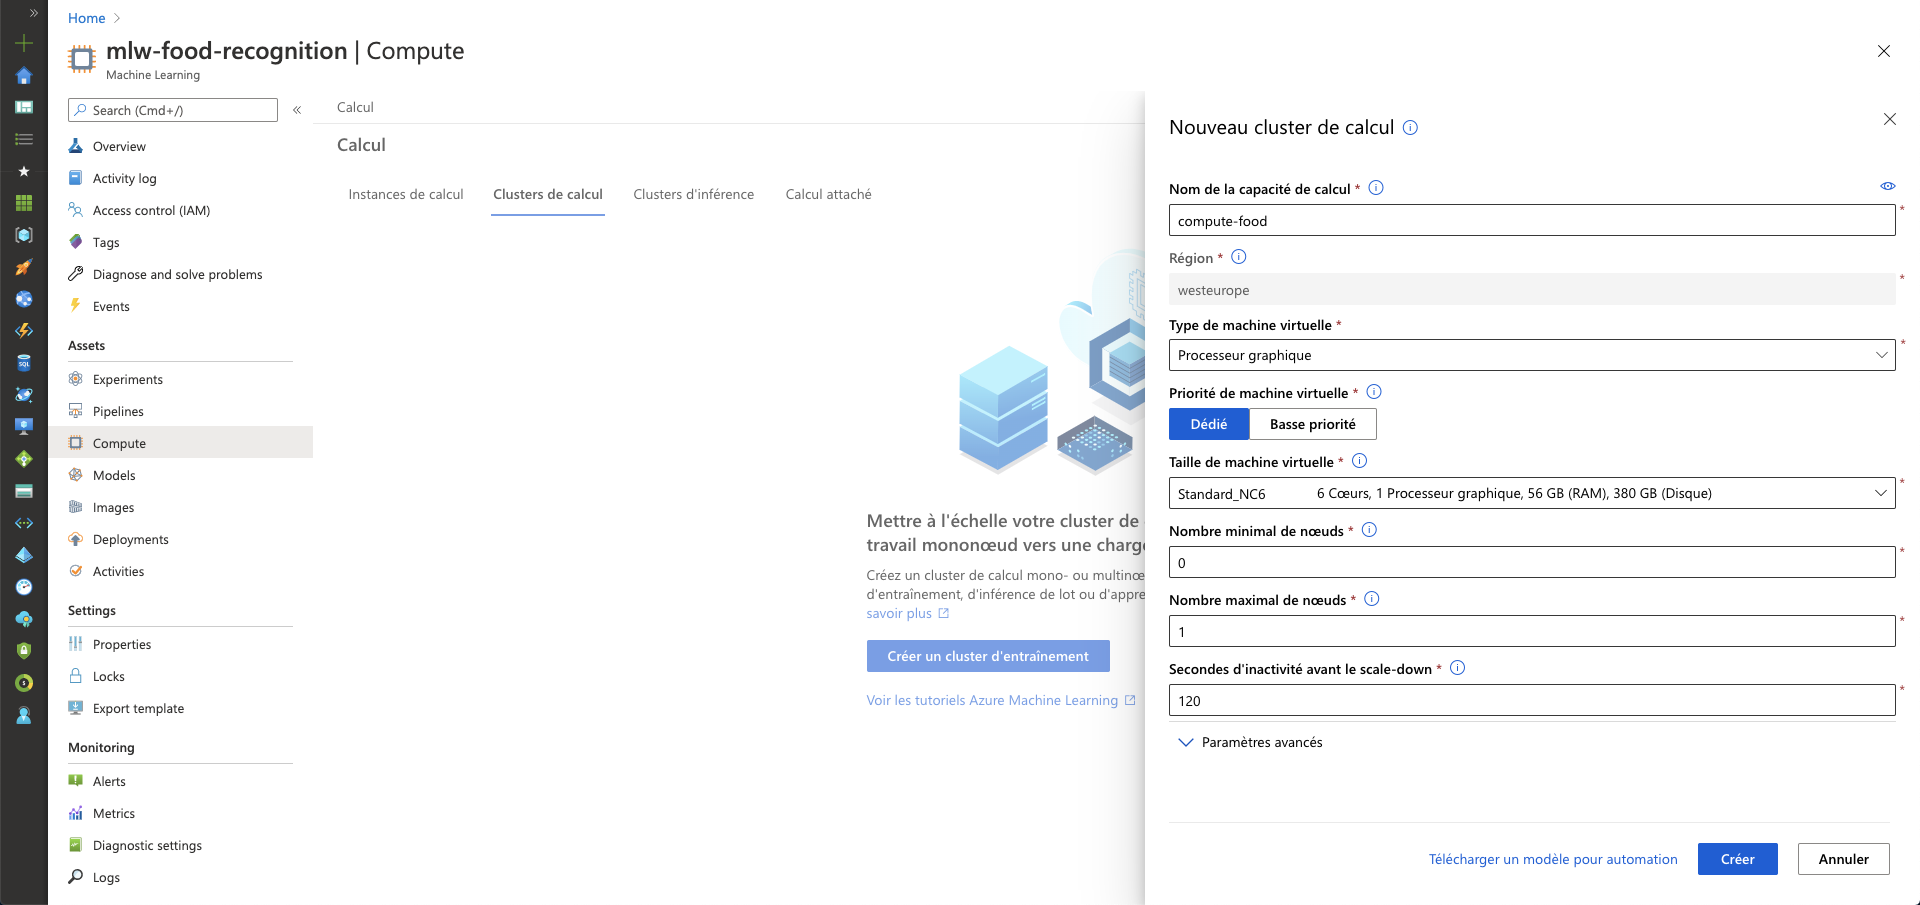 Home
mlw-food-recognition | Compute
Machine Learning
Search (Cmd+/)
Overview
Activity log
Access control (IAM)
Tags
Diagnose and solve problems
Events
Assets
Experiments
Pipelines
Compute
Models
Images
Deployments
Activities
Settings
Properties
Locks
Export template
Monitoring
Alerts
Metrics
Diagnostic settings
Logs
Calcul
Calcul
Instances de calcul
Clusters de calcul
Clusters d'inférence
Calcul attaché
Mettre à l'échelle votre cluster de
travail mononœud vers une charge
Créez un cluster de calcul mono- ou multinœ
d'entraînement, d'inférence de lot ou d'appre
savoir plus
Créer un cluster d'entraînement
Voir les tutoriels Azure Machine Learning
Nouveau cluster de calcul
Nom de la capacité de calcul *
compute-food
Région *
westeurope
Type de machine virtuelle *
Processeur graphique
Priorité de machine virtuelle *
Dédié
Basse priorité
Taille de machine virtuelle *
Standard_NC6 6 Cœurs, 1 Processeur graphique, 56 GB (RAM), 380 GB (Disque)
Nombre minimal de nœuds *
0
Nombre maximal de nœuds *
1
Secondes d'inactivité avant le scale-down *
120
Paramètres avancés
Télécharger un modèle pour automation
Créer
Annuler